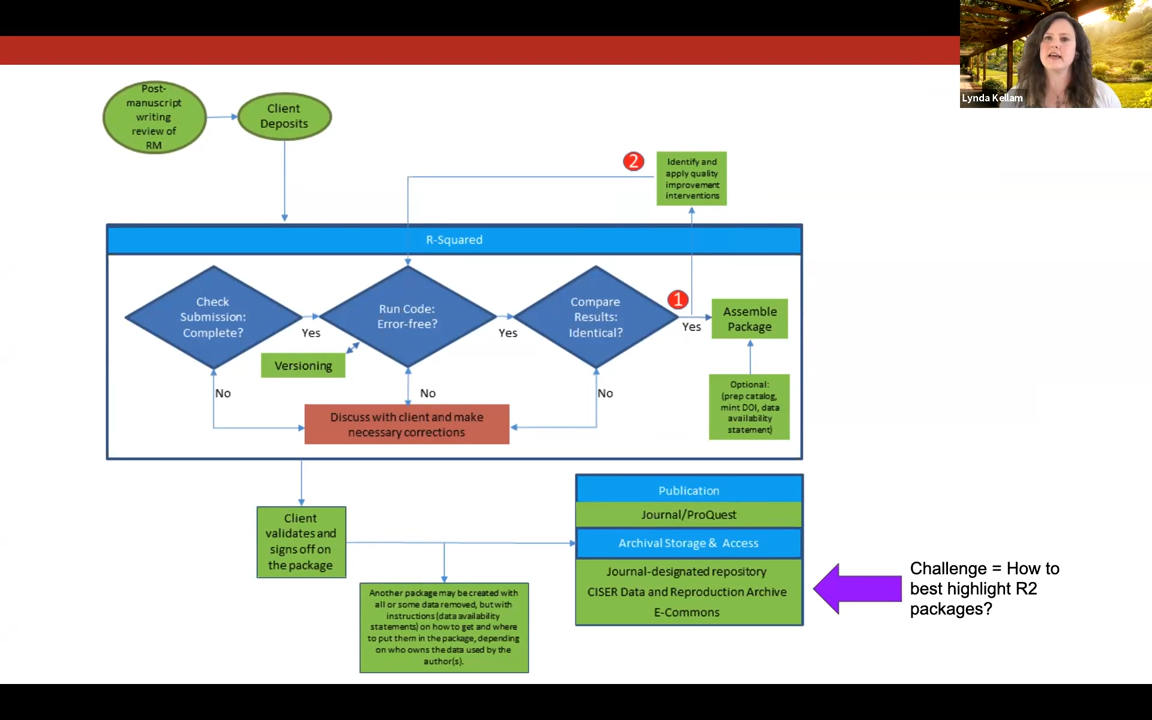 Lynda Kellam
Post-
manuscript
writing
review of
RM
Client
Deposits
2
Identify and
apply quality
improvement
interventions
R-Squared
Check
Submission:
Complete?
Yes
Run Code:
Error-free?
Yes
Compare
Results:
Identical?
1
Yes
Assemble
Package
Versioning
No
No
No
Discuss with client and make
necessary corrections
Optional:
(prep catalog,
mint DOI, data
availability
statement)
Client
validates and
signs off on
the package
Another package may be created with
all or some data removed, but with
instructions (data availability
statements) on how to get and where
to put them in the package, depending
on who owns the data used by the
author(s).
Publication
Journal/ProQuest
Archival Storage & Access
Journal-designated repository
CISER Data and Reproduction Archive
E-Commons
Challenge = How to
best highlight R2
packages?